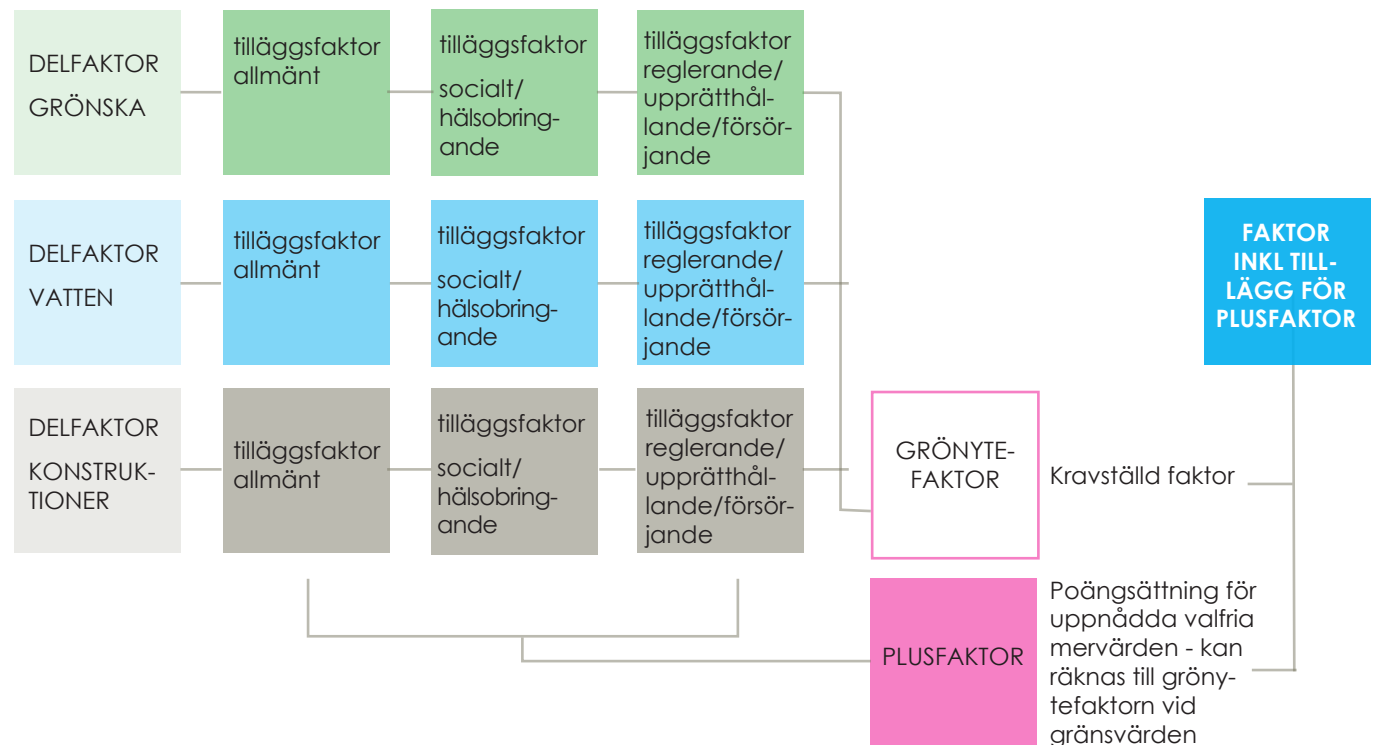 DELFAKTOR
GRÖNSKA
tilläggsfaktor
allmänt
tilläggsfaktor
socialt/
hälsobring-
ande
tilläggsfaktor
reglerande/
upprätthål-
lande/försör-
jande
DELFAKTOR
VATTEN
tilläggsfaktor
allmänt
tilläggsfaktor
socialt/
hälsobring-
ande
tilläggsfaktor
reglerande/
upprätthål-
lande/försör-
jande
FAKTOR
INKL TILL-
LÄGG FÖR
PLUSFAKTOR
DELFAKTOR
KONSTRUK-
TIONER
tilläggsfaktor
allmänt
tilläggsfaktor
socialt/
hälsobring-
ande
tilläggsfaktor
reglerande/
upprätthål-
lande/försör-
jande
GRÖNYTE-
FAKTOR
Kravställd faktor
PLUSFAKTOR
Poängsättning för
uppnådda valfria
mervärden - kan
räknas till gröny-
tefaktorn vid
gränsvärden